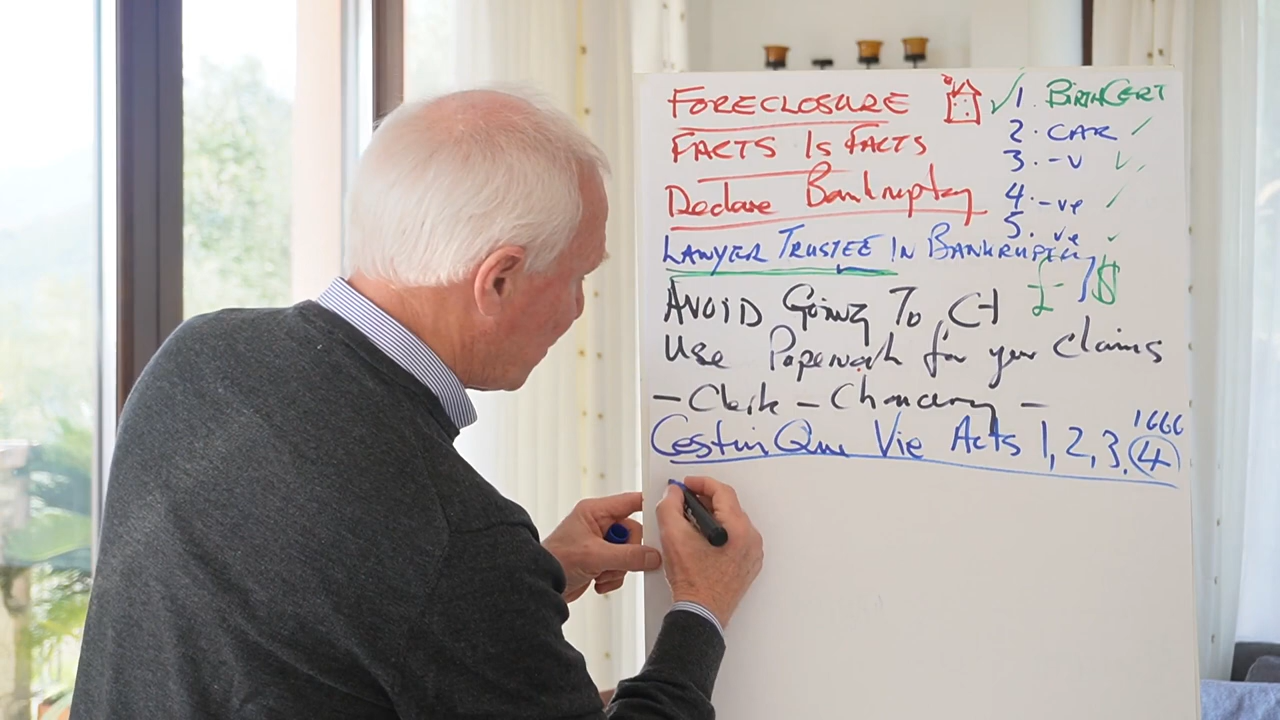 FORECLOSURE
FACTS IS FACTS
Declare Bankruptcy
LAWYER TRUSTEE IN BANKRUPTCY
AVOID Going To Ct
Use Paperwork for your Claims
- Clerk - Chancery -
Cestui Que Vie Acts 1, 2, 3, 4 1666
✓ 1. BIRTHCERT
2. CAR ✓
3. -V ✓
4. -ve ✓
5. ve ✓
£- } $